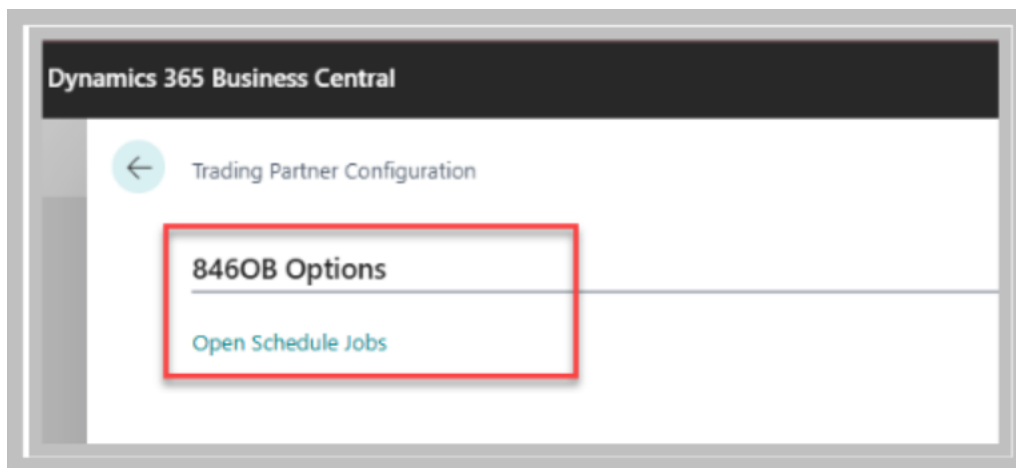 Dynamics 365 Business Central
Trading Partner Configuration
846OB Options
Open Schedule Jobs